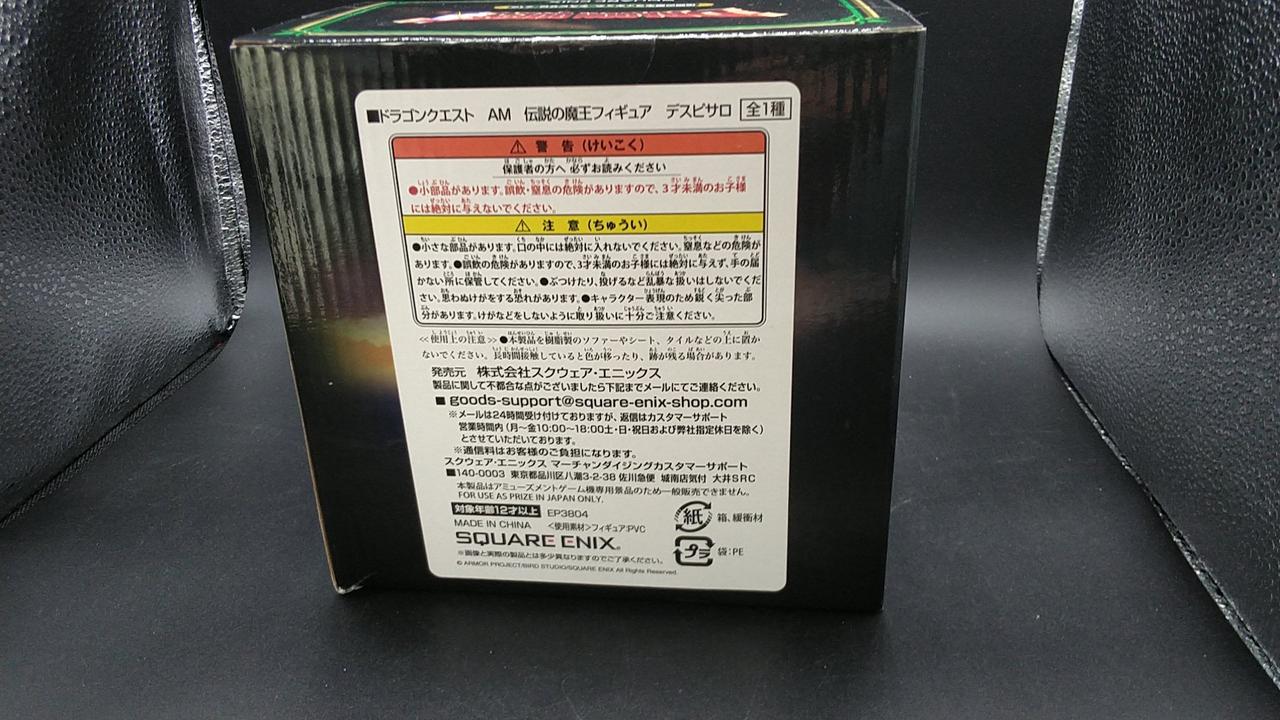 ■ドラゴンクエスト AM 伝説の魔王フィギュア デスピサロ 全1種
⚠ 警告(けいこく)
保護者の方へ 必ずお読みください
●小部品があります。誤飲・窒息の危険がありますので、3才未満のお子様
には絶対に与えないでください。
⚠ 注意(ちゅうい)
●小さな部品があります。口の中には絶対に入れないでください。窒息などの危険が
あります。●誤飲の危険がありますので、3才未満のお子様には絶対に与えず、手の届
かない所に保管してください。●ぶつけたり、投げるなど乱暴な扱いはしないでくだ
さい。思わぬけがをする恐れがあります。●キャラクター表現のため鋭く尖った部
分があります。けがなどをしないように取り扱いに十分ご注意ください。
≪使用上の注意≫●本製品を樹脂製のソファーやシート、タイルなどの上に置か
ないでください。長時間接触していると色が移ったり、跡が残る場合があります。
発売元 株式会社スクウェア・エニックス
製品に関して不都合な点がございましたら下記までメールにてご連絡ください。
■goods-support@square-enix-shop.com
※メールは24時間受け付けておりますが、返信はカスタマーサポート
営業時間内(月~金10:00~18:00土・日・祝日および弊社指定休日を除く)
とさせていただいております。
※通信料はお客様のご負担になります。
スクウェア・エニックス マーチャンダイジングカスタマーサポート
■140-0003 東京都品川区八潮3-2-38 佐川急便 城南店気付 大井SRC
本製品はアミューズメントゲーム機専用景品のため一般販売できません。
FOR USE AS PRIZE IN JAPAN ONLY.
対象年齢12才以上 EP3804
MADE IN CHINA <使用素材>フィギュア:PVC
紙 箱、緩衝材
SQUARE ENIX®
プラ 袋:PE
※画像と実際の製品とは多少異なりますのでご了承ください。
© ARMOR PROJECT/BIRD STUDIO/SQUARE ENIX All Rights Reserved.